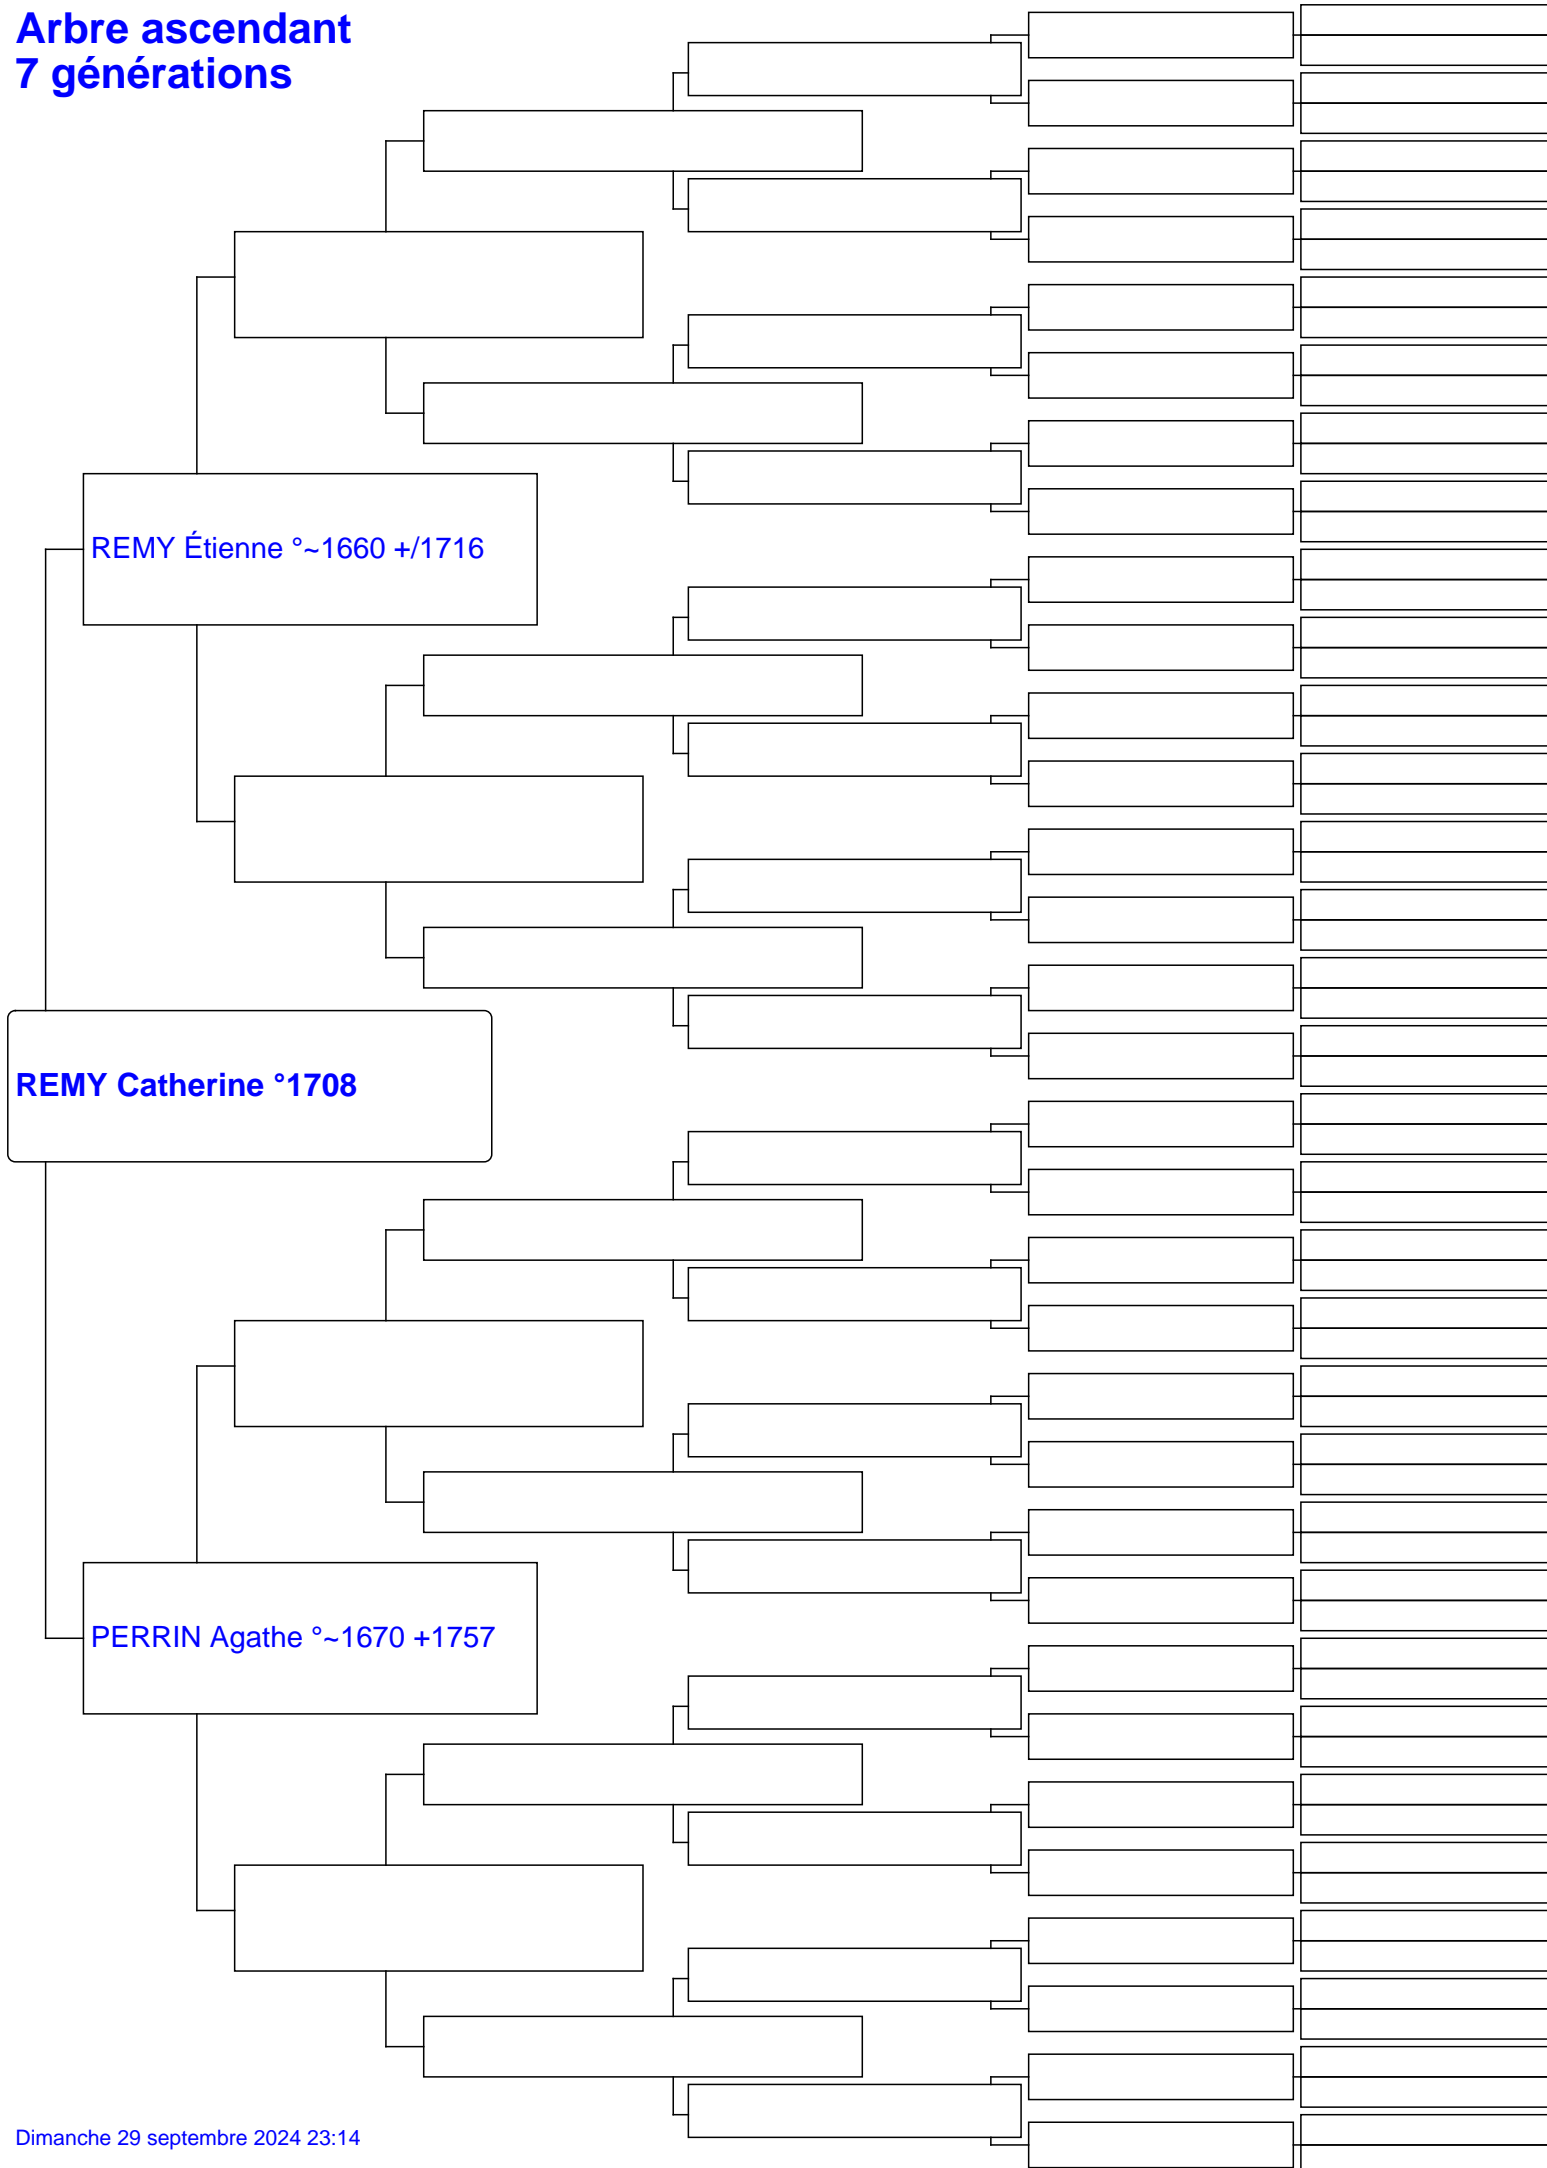 Arbre ascendant
7 générations
REMY Étienne °~1660 +/1716
REMY Catherine °1708
PERRIN Agathe °~1670 +1757
Dimanche 29 septembre 2024 23:14